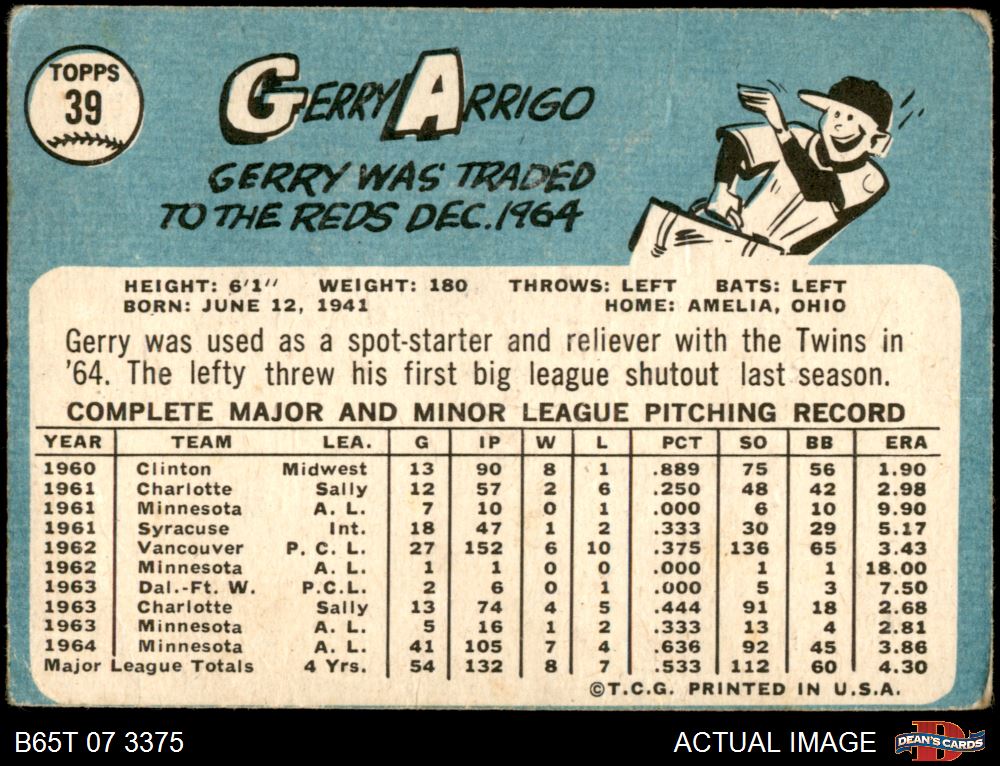 TOPPS
39
GERRY ARRIGO
GERRY WAS TRADED
TO THE REDS DEC. 1964
HEIGHT: 6'1" WEIGHT: 180 THROWS: LEFT BATS: LEFT
BORN: JUNE 12, 1941 HOME: AMELIA, OHIO
Gerry was used as a spot-starter and reliever with the Twins in
'64. The lefty threw his first big league shutout last season.
COMPLETE MAJOR AND MINOR LEAGUE PITCHING RECORD
YEAR TEAM LEA. G IP W L PCT SO BB ERA
1960 Clinton Midwest 13 90 8 1 .889 75 56 1.90
1961 Charlotte Sally 12 57 2 6 .250 48 42 2.98
1961 Minnesota A. L. 7 10 0 1 .000 6 10 9.90
1961 Syracuse Int. 18 47 1 2 .333 30 29 5.17
1962 Vancouver P. C. L. 27 152 6 10 .375 136 65 3.43
1962 Minnesota A. L. 1 1 0 0 .000 1 1 18.00
1963 Dal.-Ft. W. P.C.L. 2 6 0 1 .000 5 3 7.50
1963 Charlotte Sally 13 74 4 5 .444 91 18 2.68
1963 Minnesota A. L. 5 16 1 2 .333 13 4 2.81
1964 Minnesota A. L. 41 105 7 4 .636 92 45 3.86
Major League Totals 4 Yrs. 54 132 8 7 .533 112 60 4.30
©T.C.G. PRINTED IN U.S.A.
B65T 07 3375 ACTUAL IMAGE DEAN'S CARDS